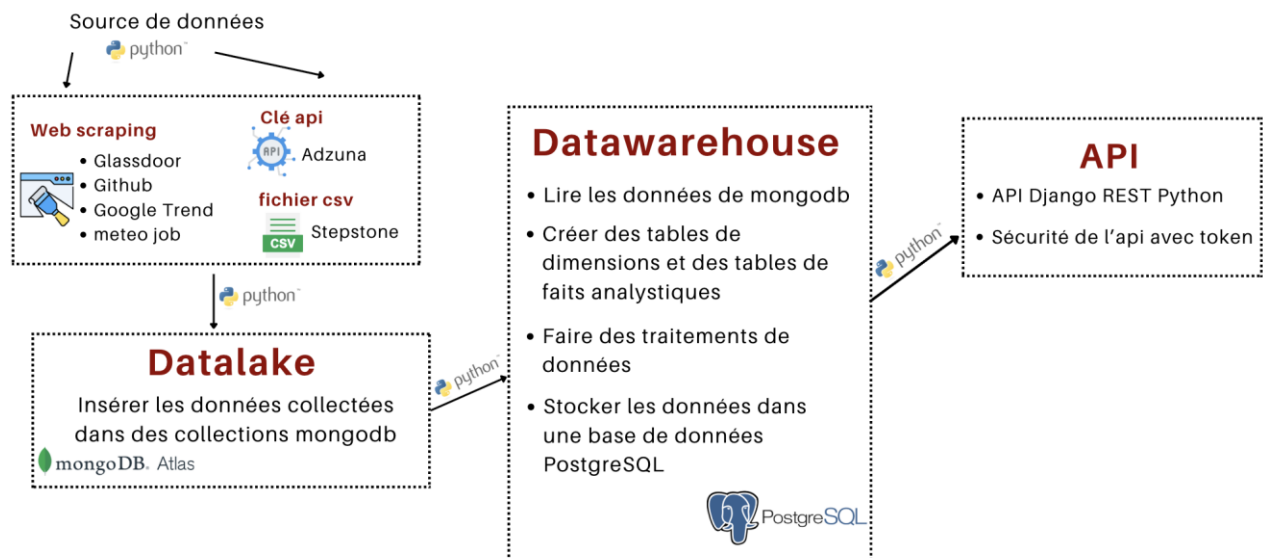 Source de données
python
Web scraping
• Glassdoor
• Github
• Google Trend
• meteo job
Clé api
API
Adzuna
fichier csv
CSV
Stepstone
python
Datalake
Insérer les données collectées
dans des collections mongodb
mongoDB. Atlas
python
Datawarehouse
• Lire les données de mongodb
• Créer des tables de
dimensions et des tables de
faits analystiques
• Faire des traitements de
données
• Stocker les données dans
une base de données
PostgreSQL
PostgreSQL
python
API
• API Django REST Python
• Sécurité de l’api avec token